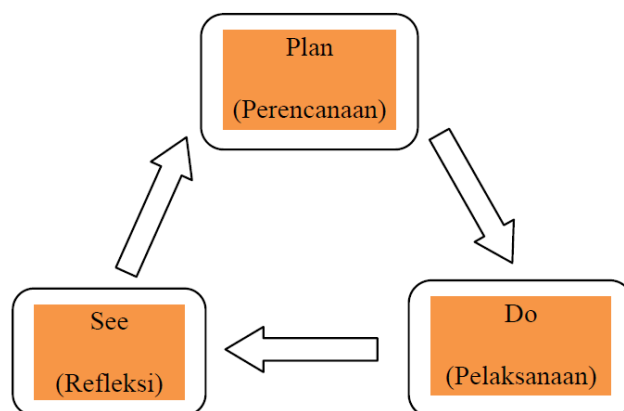 Plan
(Perencanaan)
See
(Refleksi)
Do
(Pelaksanaan)